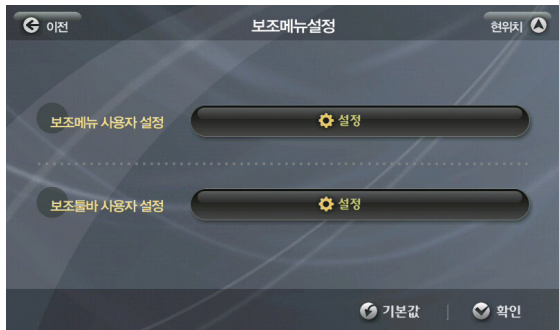 이전 보조메뉴설정 현위치
보조메뉴 사용자 설정 설정
보조툴바 사용자 설정 설정
기본값 확인